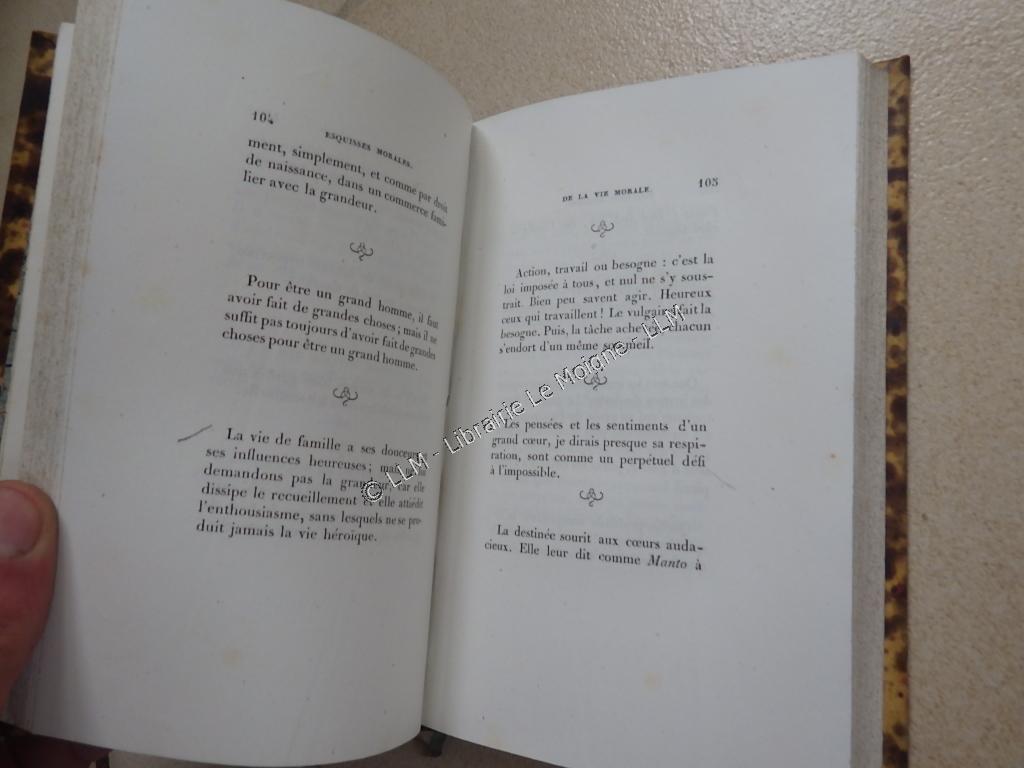 104
ESQUISSES MORALES.
ment, simplement, et comme par droit
de naissance, dans un commerce fami-
lier avec la grandeur.
Pour être un grand homme, il faut
avoir fait de grandes choses; mais il ne
suffit pas toujours d'avoir fait de grandes
choses pour être un grand homme.
La vie de famille a ses douceurs,
ses influences heureuses; mais
demandons pas la grandeur, car elle
dissipe le recueillement et elle attiédit
l'enthousiasme, sans lesquels ne se pro-
duit jamais la vie héroïque.
DE LA VIE MORALE.
105
Action, travail ou besogne : c'est la
loi imposée à tous, et nul ne s'y sous-
trait. Bien peu savent agir. Heureux
ceux qui travaillent! Le vulgaire fait la
besogne. Puis, la tâche achevée, chacun
s'endort d'un même sommeil.
Les pensées et les sentiments d'un
grand cœur, je dirais presque sa respi-
ration, sont comme un perpétuel défi
à l'impossible.
La destinée sourit aux cœurs auda-
cieux. Elle leur dit comme Manto à
© LLM - Librairie Le Moigne - LLM